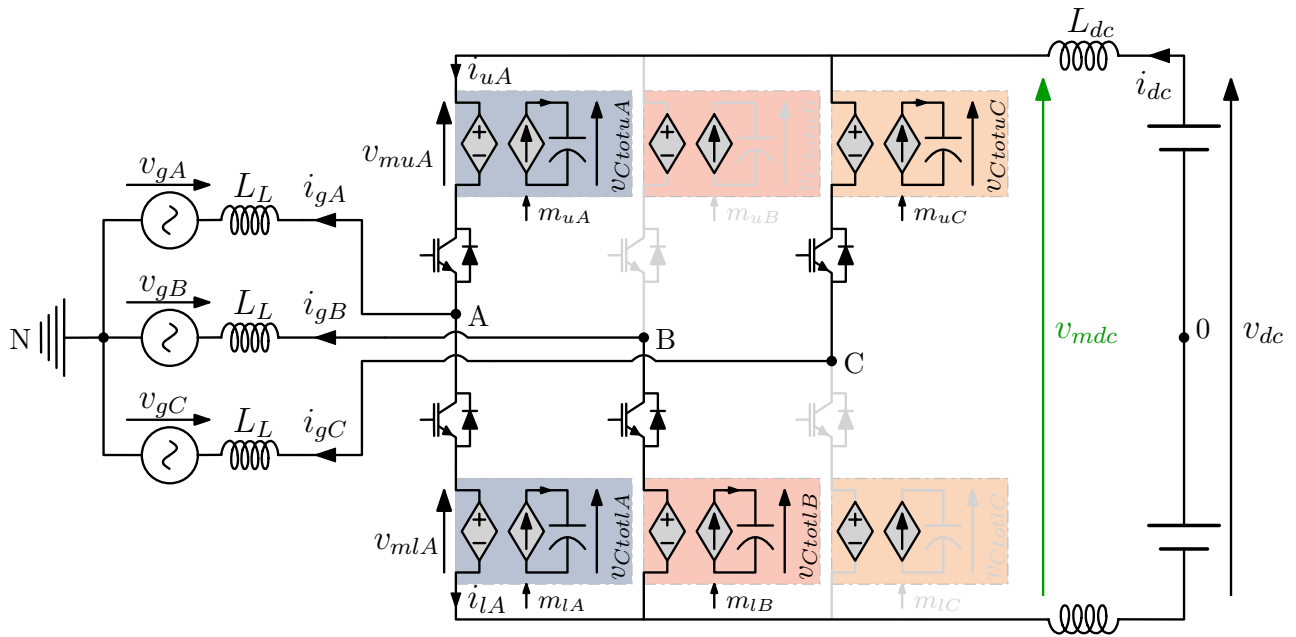 L_{dc}
i_{uA}
i_{dc}
v_{muA}
v_{CtotuA}
v_{CtotuB}
v_{CtotuC}
v_{gA}
L_L
i_{gA}
m_{uA}
m_{uB}
m_{uC}
v_{gB}
L_L
i_{gB}
A
N
B
v_{mdc}
0
v_{dc}
C
v_{gC}
L_L
i_{gC}
v_{mlA}
v_{CtotlA}
v_{CtotlB}
v_{CtotlC}
i_{lA}
m_{lA}
m_{lB}
m_{lC}